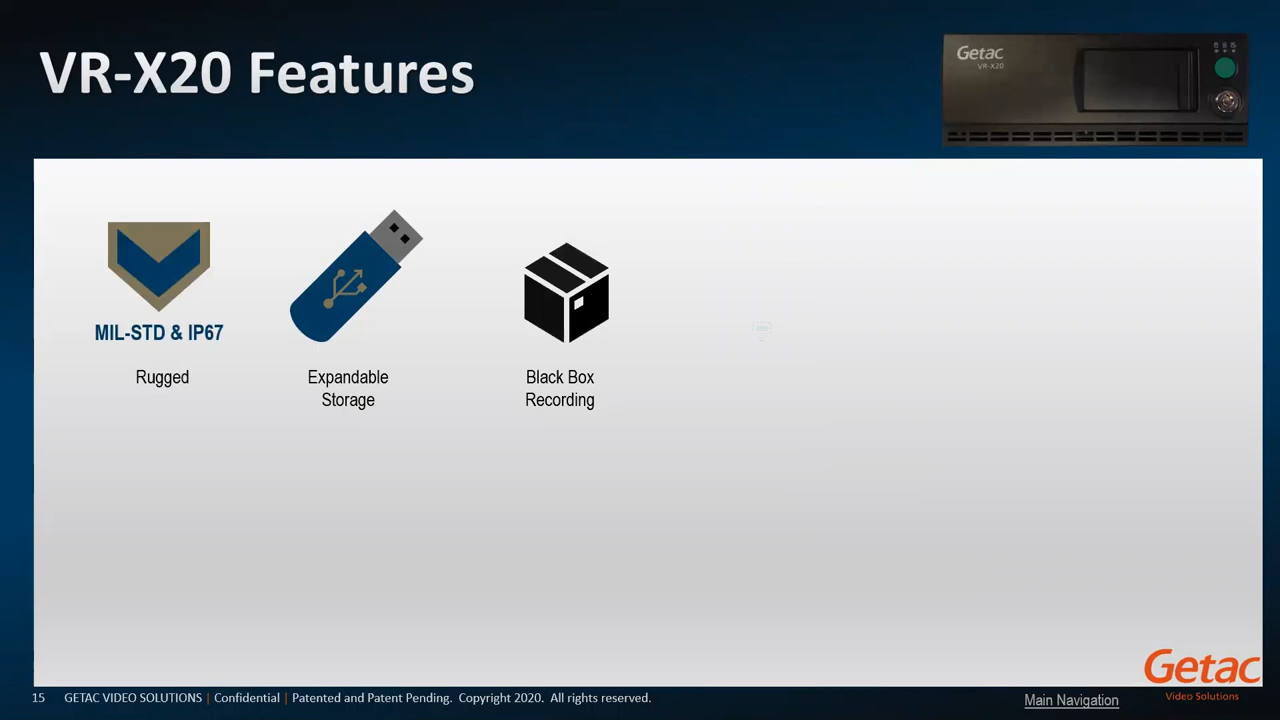 VR-X20 Features
Getac
VR-X20
MIL-STD & IP67
Rugged
Expandable
Storage
Black Box
Recording
Getac
Video Solutions
15 GETAC VIDEO SOLUTIONS | Confidential | Patented and Patent Pending. Copyright 2020. All rights reserved.
Main Navigation